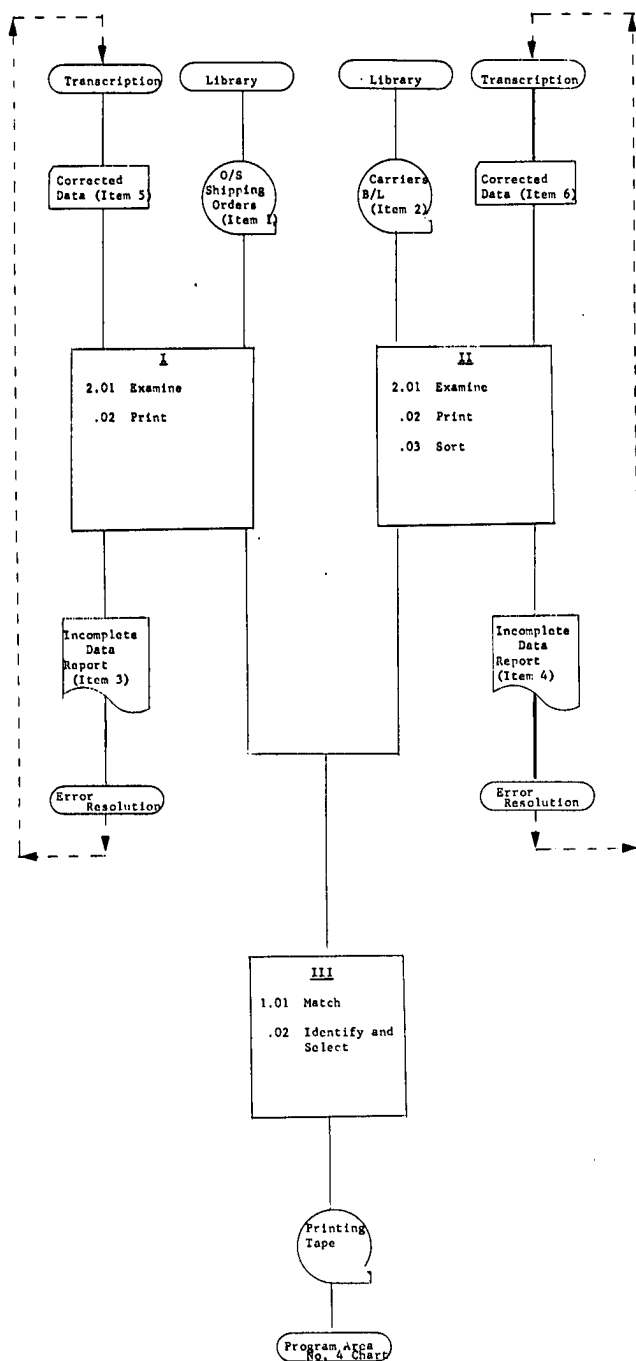 Transcription
Library
Library
Transcription
Corrected
Data (Item 5)
O/S
Shipping
Orders
(Item 1)
Carriers
B/L
(Item 2)
Corrected
Data (Item 6)
I
2.01 Examine
.02 Print
II
2.01 Examine
.02 Print
.03 Sort
Incomplete
Data
Report
(Item 3)
Incomplete
Data
Report
(Item 4)
Error
Resolution
Error
Resolution
III
1.01 Match
.02 Identify and
Select
Printing
Tape
Program Area
No. 4 Chart